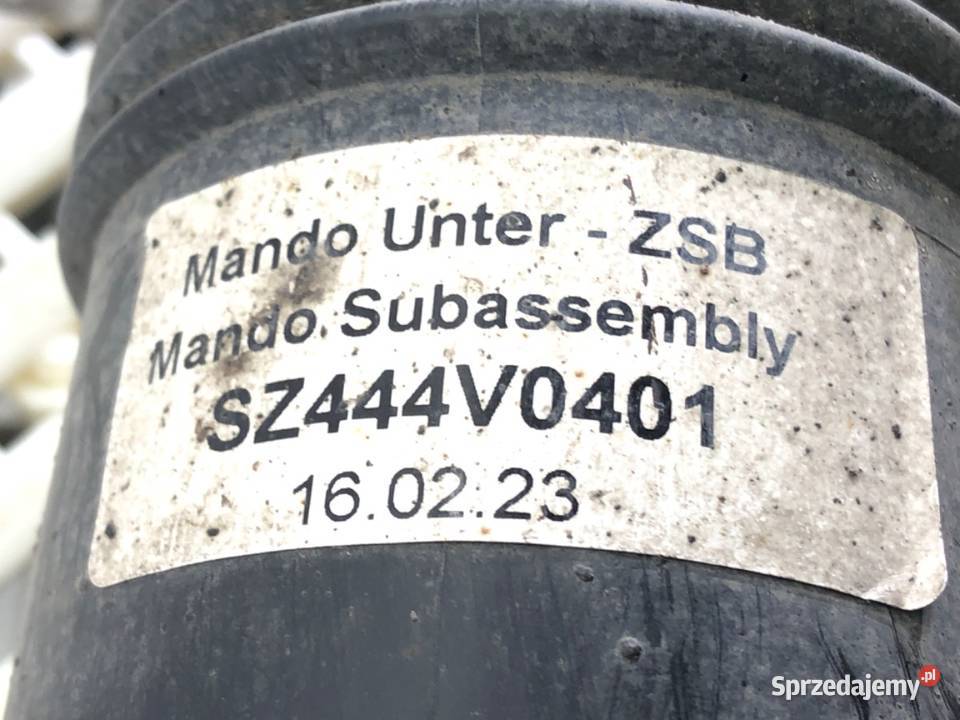 Mando Unter - ZSB
Mando Subassembly
SZ444V0401
16.02.23
Sprzedajemy.pl